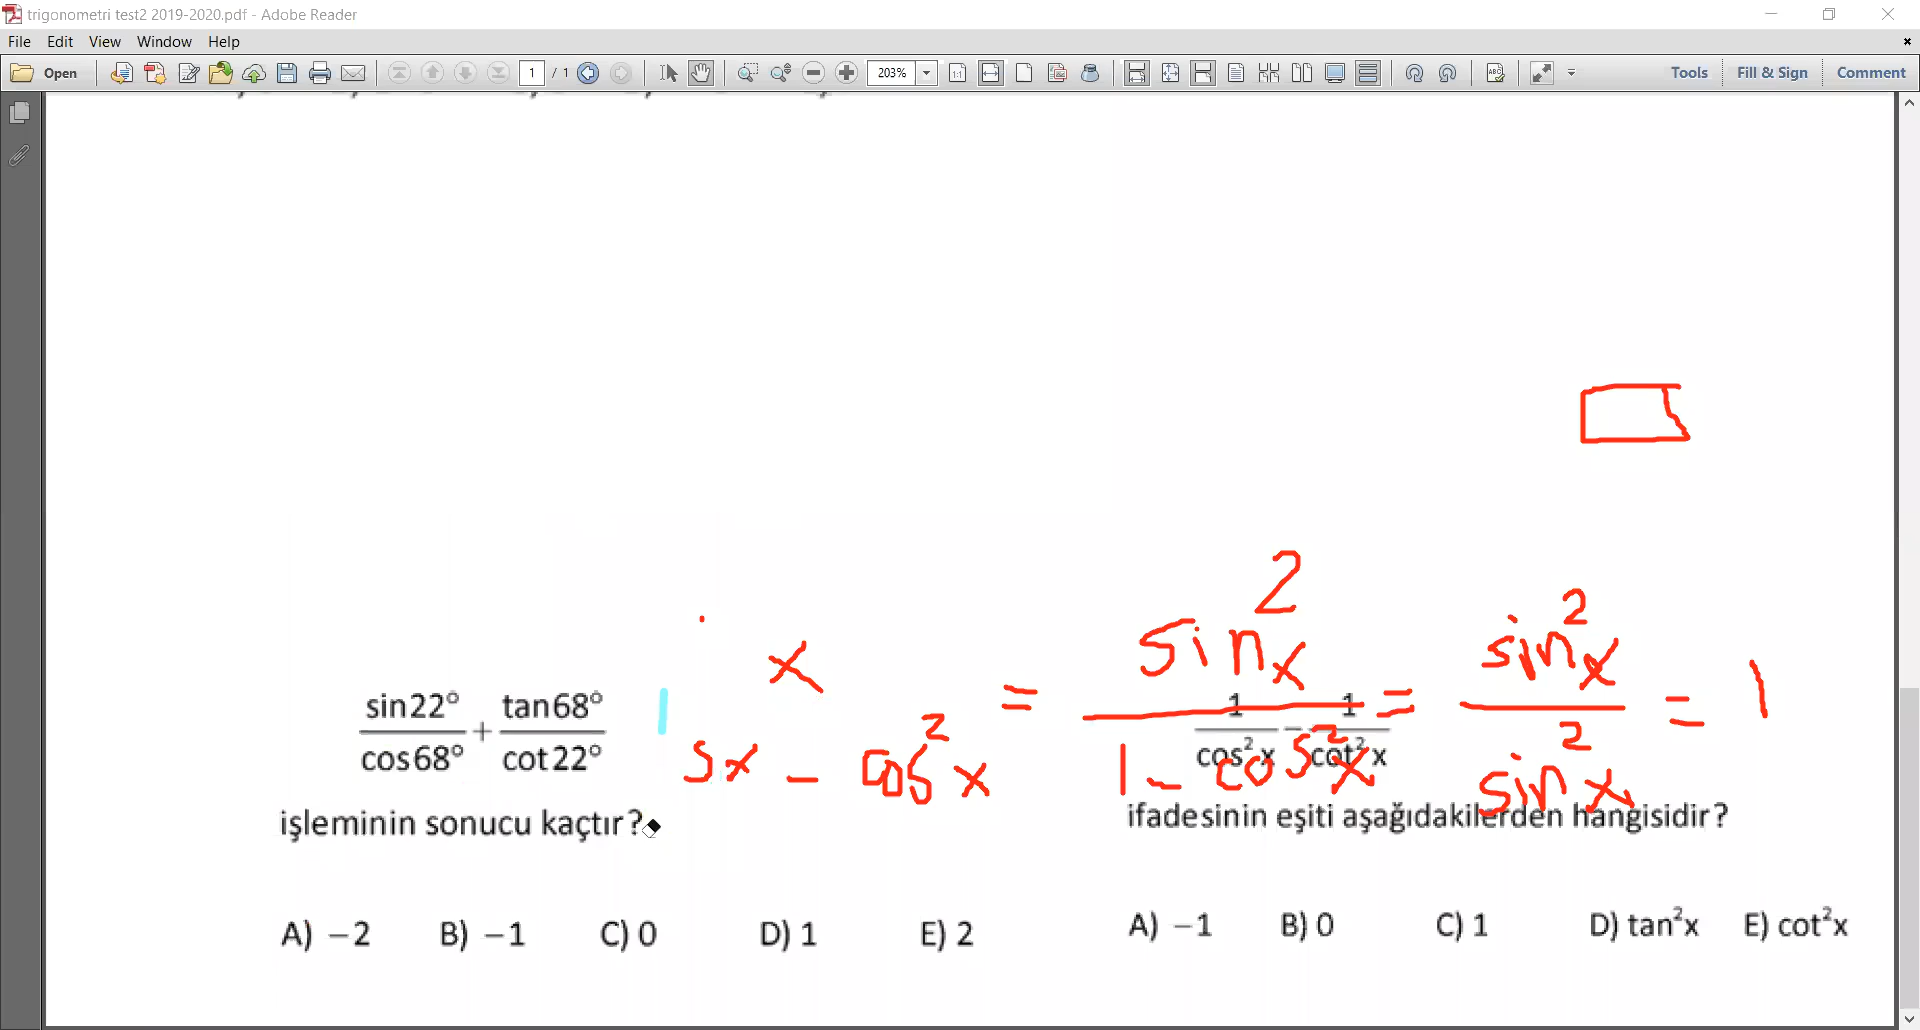 trigonometri test2 2019-2020.pdf - Adobe Reader
File Edit View Window Help
Open 1 / 1 203% Tools Fill & Sign Comment
sin22° / cos68° + tan68° / cot22°
işleminin sonucu kaçtır?
A) −2 B) −1 C) 0 D) 1 E) 2
x
sx − cos²x = sin²x / 1 − cos²x = sin²x / sin²x = 1
1 / cos²x − 1 / cot²x
ifadesinin eşiti aşağıdakilerden hangisidir?
A) −1 B) 0 C) 1 D) tan²x E) cot²x